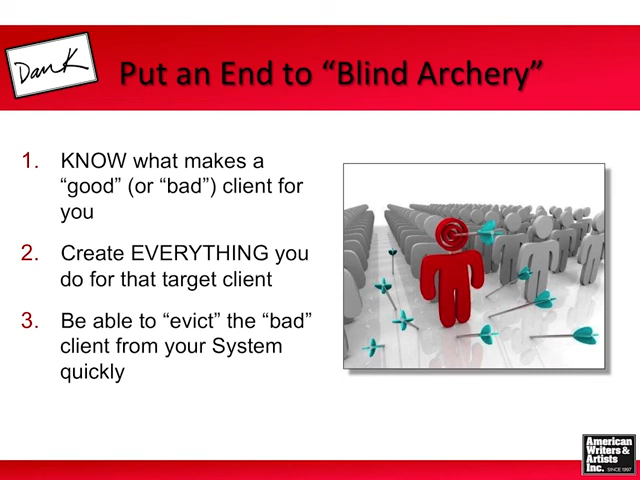 Dan K
Put an End to “Blind Archery”
1. KNOW what makes a
“good” (or “bad”) client for
you
2. Create EVERYTHING you
do for that target client
3. Be able to “evict” the “bad”
client from your System
quickly
American
Writers &
Artists
Inc. SINCE 1997